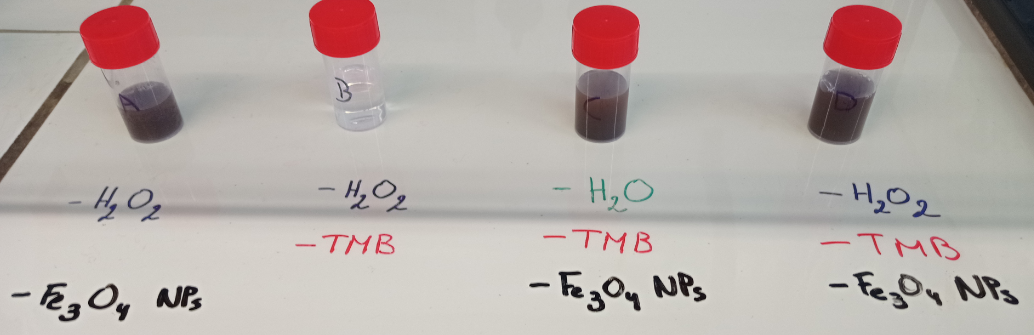 A
B
C
D
- H₂O₂
- H₂O₂
- H₂O
- H₂O₂
- TMB
- TMB
- TMB
- Fe₃O₄ NPs
- Fe₃O₄ NPs
- Fe₃O₄ NPs